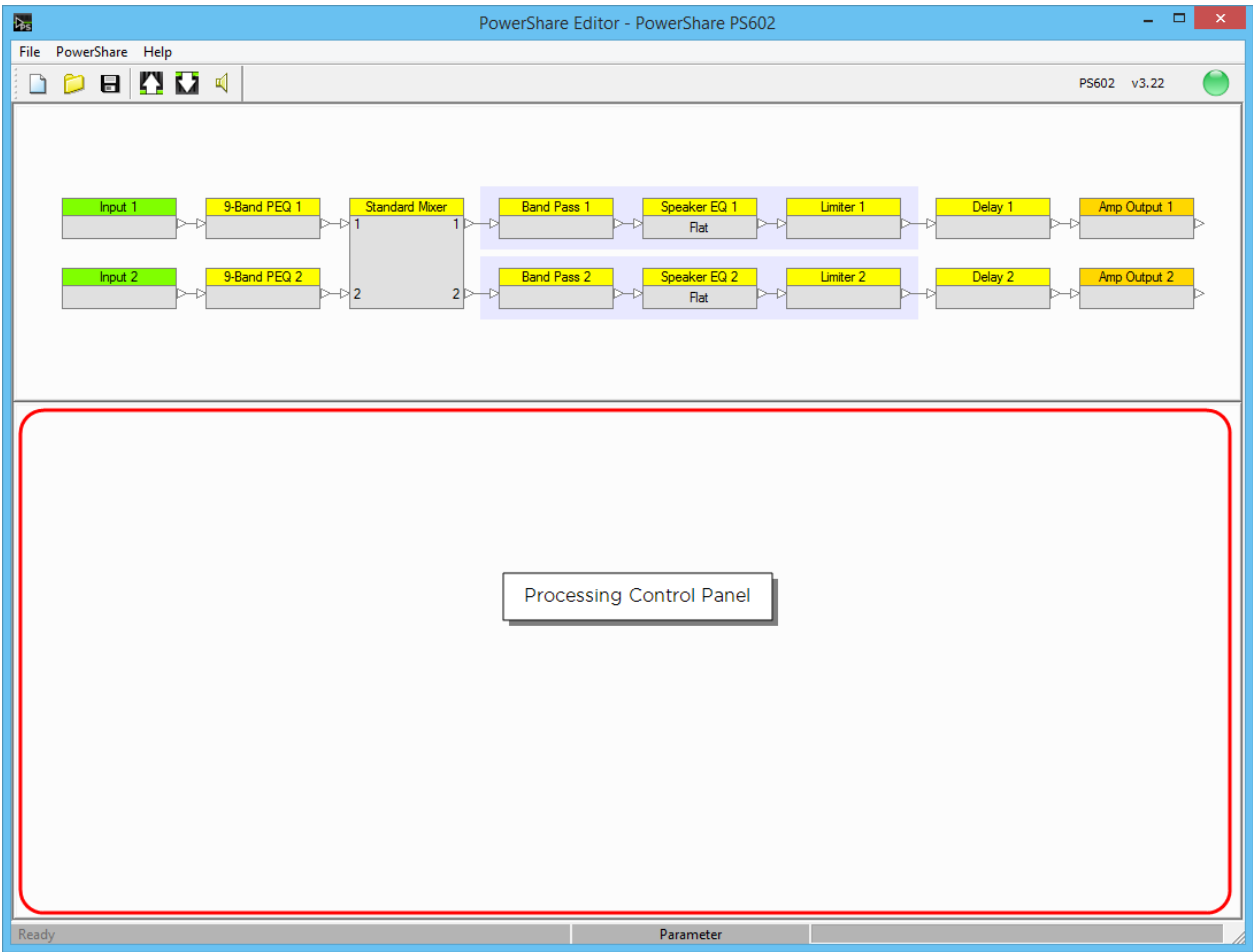 PowerShare Editor - PowerShare PS602
File PowerShare Help
PS602 v3.22
Input 1 9-Band PEQ 1 Standard Mixer Band Pass 1 Speaker EQ 1 Limiter 1 Delay 1 Amp Output 1
1 1 Flat
Input 2 9-Band PEQ 2 Band Pass 2 Speaker EQ 2 Limiter 2 Delay 2 Amp Output 2
2 2 Flat
Processing Control Panel
Ready Parameter